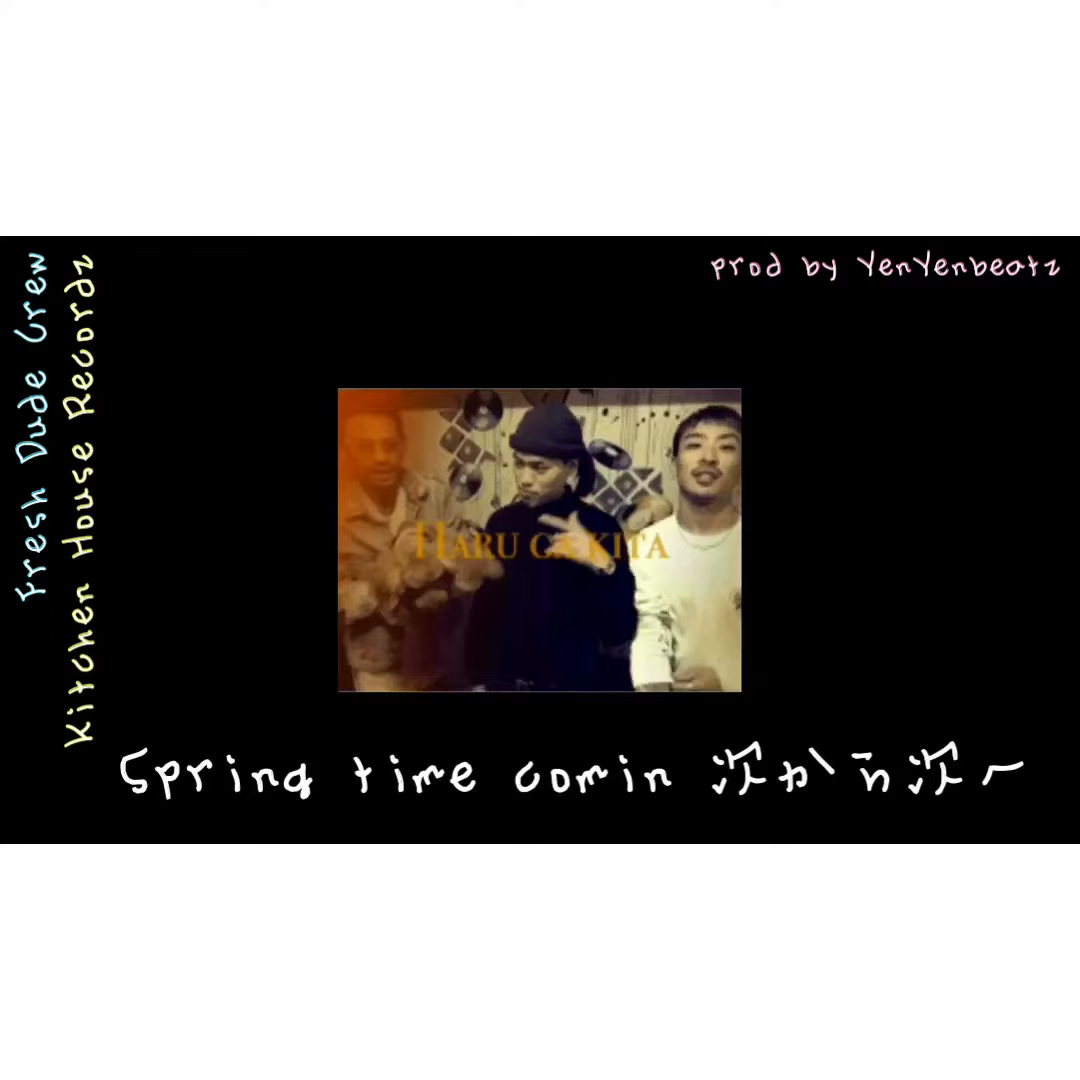 Fresh Dude Crew
Kitchen House Recordz
prod by YenYenbeatz
HARU GA KITA
Spring time comin 次から次へ